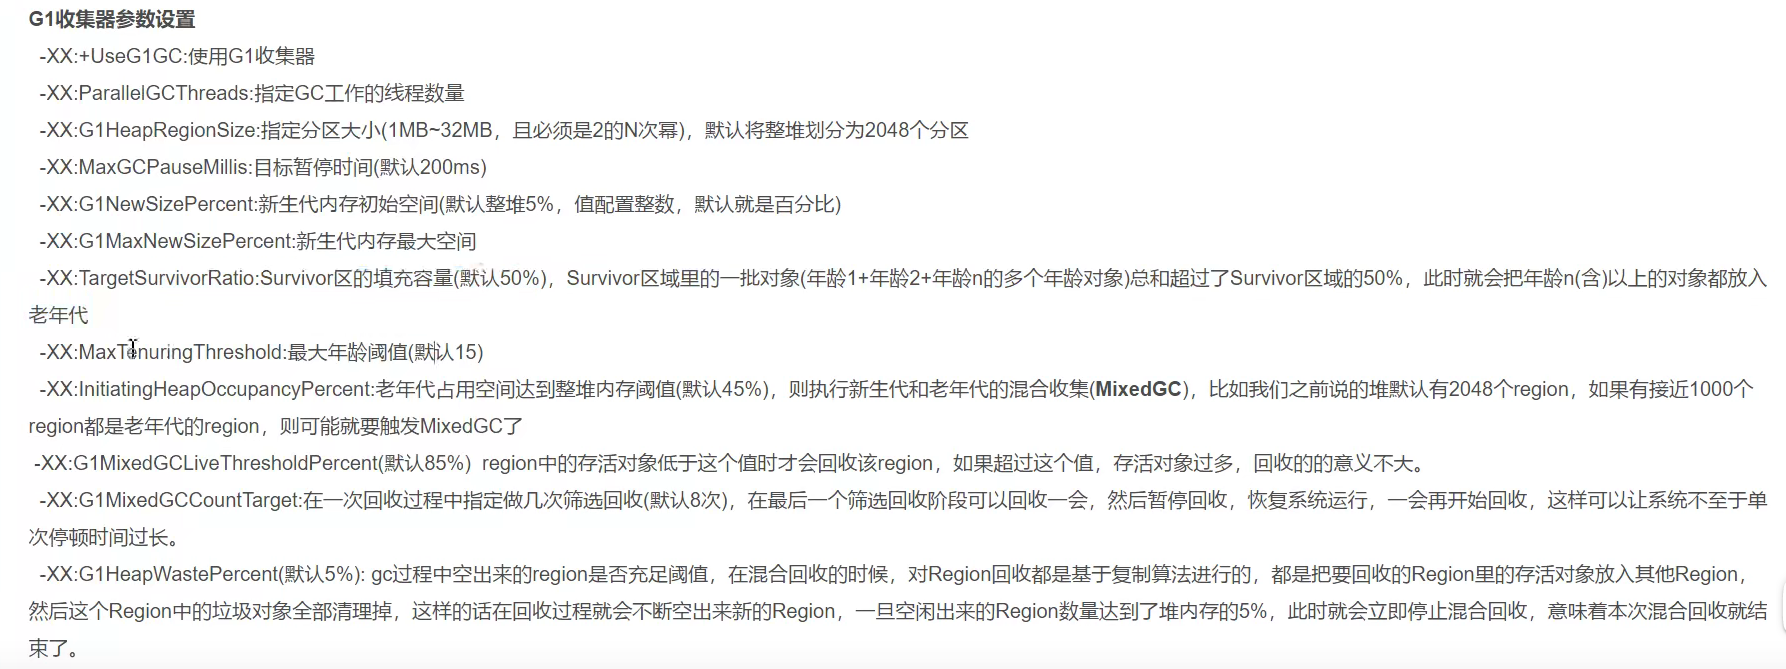 G1收集器参数设置
-XX:+UseG1GC:使用G1收集器
-XX:ParallelGCThreads:指定GC工作的线程数量
-XX:G1HeapRegionSize:指定分区大小(1MB~32MB，且必须是2的N次幂)，默认将整堆划分为2048个分区
-XX:MaxGCPauseMillis:目标暂停时间(默认200ms)
-XX:G1NewSizePercent:新生代内存初始空间(默认整堆5%，值配置整数，默认就是百分比)
-XX:G1MaxNewSizePercent:新生代内存最大空间
-XX:TargetSurvivorRatio:Survivor区的填充容量(默认50%)，Survivor区域里的一批对象(年龄1+年龄2+年龄n的多个年龄对象)总和超过了Survivor区域的50%，此时就会把年龄n(含)以上的对象都放入
老年代
-XX:MaxTenuringThreshold:最大年龄阈值(默认15)
-XX:InitiatingHeapOccupancyPercent:老年代占用空间达到整堆内存阈值(默认45%)，则执行新生代和老年代的混合收集(MixedGC)，比如我们之前说的堆默认有2048个region，如果有接近1000个
region都是老年代的region，则可能就要触发MixedGC了
-XX:G1MixedGCLiveThresholdPercent(默认85%)  region中的存活对象低于这个值时才会回收该region，如果超过这个值，存活对象过多，回收的的意义不大。
-XX:G1MixedGCCountTarget:在一次回收过程中指定做几次筛选回收(默认8次)，在最后一个筛选回收阶段可以回收一会，然后暂停回收，恢复系统运行，一会再开始回收，这样可以让系统不至于单
次停顿时间过长。
-XX:G1HeapWastePercent(默认5%): gc过程中空出来的region是否充足阈值，在混合回收的时候，对Region回收都是基于复制算法进行的，都是把要回收的Region里的存活对象放入其他Region，
然后这个Region中的垃圾对象全部清理掉，这样的话在回收过程就会不断空出来新的Region，一旦空闲出来的Region数量达到了堆内存的5%，此时就会立即停止混合回收，意味着本次混合回收就结
束了。